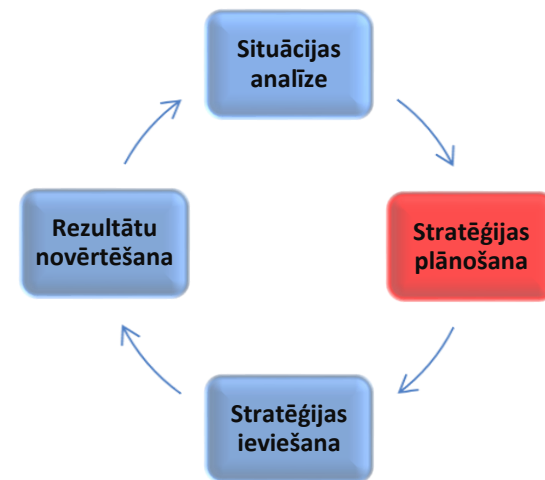 Situācijas
analīze
Stratēģijas
plānošana
Stratēģijas
ieviešana
Rezultātu
novērtēšana